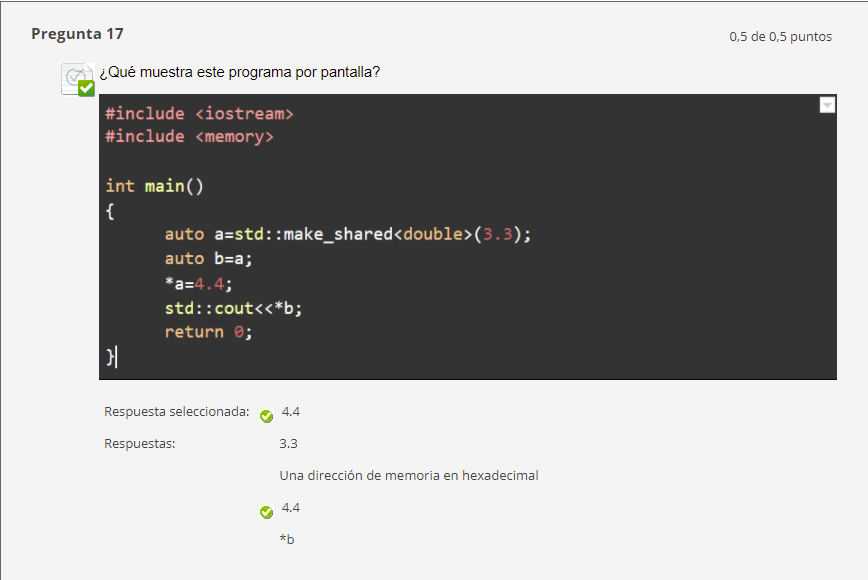 Pregunta 17
0,5 de 0,5 puntos
¿Qué muestra este programa por pantalla?
#include <iostream>
#include <memory>
int main()
{
auto a=std::make_shared<double>(3.3);
auto b=a;
*a=4.4;
std::cout<<*b;
return 0;
}
Respuesta seleccionada: 4.4
Respuestas: 3.3
Una dirección de memoria en hexadecimal
4.4
*b